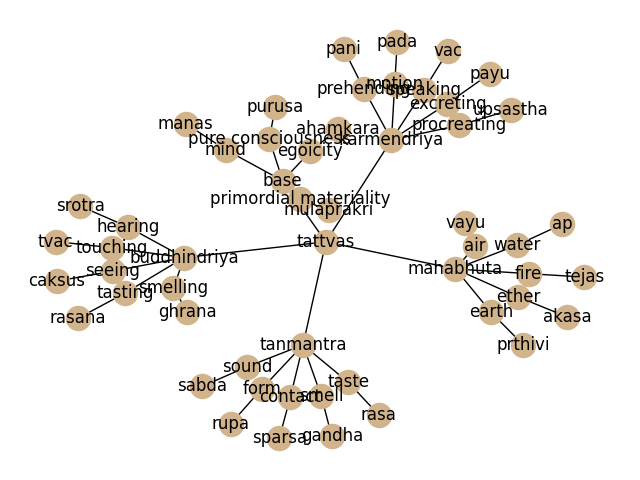 pada
pani
vac
payu
prehending
motion
speaking
excreting
upsastha
procreating
purusa
manas
ahamkara
pure consciousness
karmendriya
mind
egoicity
base
primordial materiality
mulaprakri
srotra
hearing
vayu
ap
tvac
touching
tattvas
air
water
buddhindriya
mahabhuta
caksus
seeing
fire
tejas
tasting
smelling
ether
rasana
ghrana
earth
akasa
tanmantra
prthivi
sound
sabda
form
contact
smell
taste
rupa
rasa
sparsa
gandha